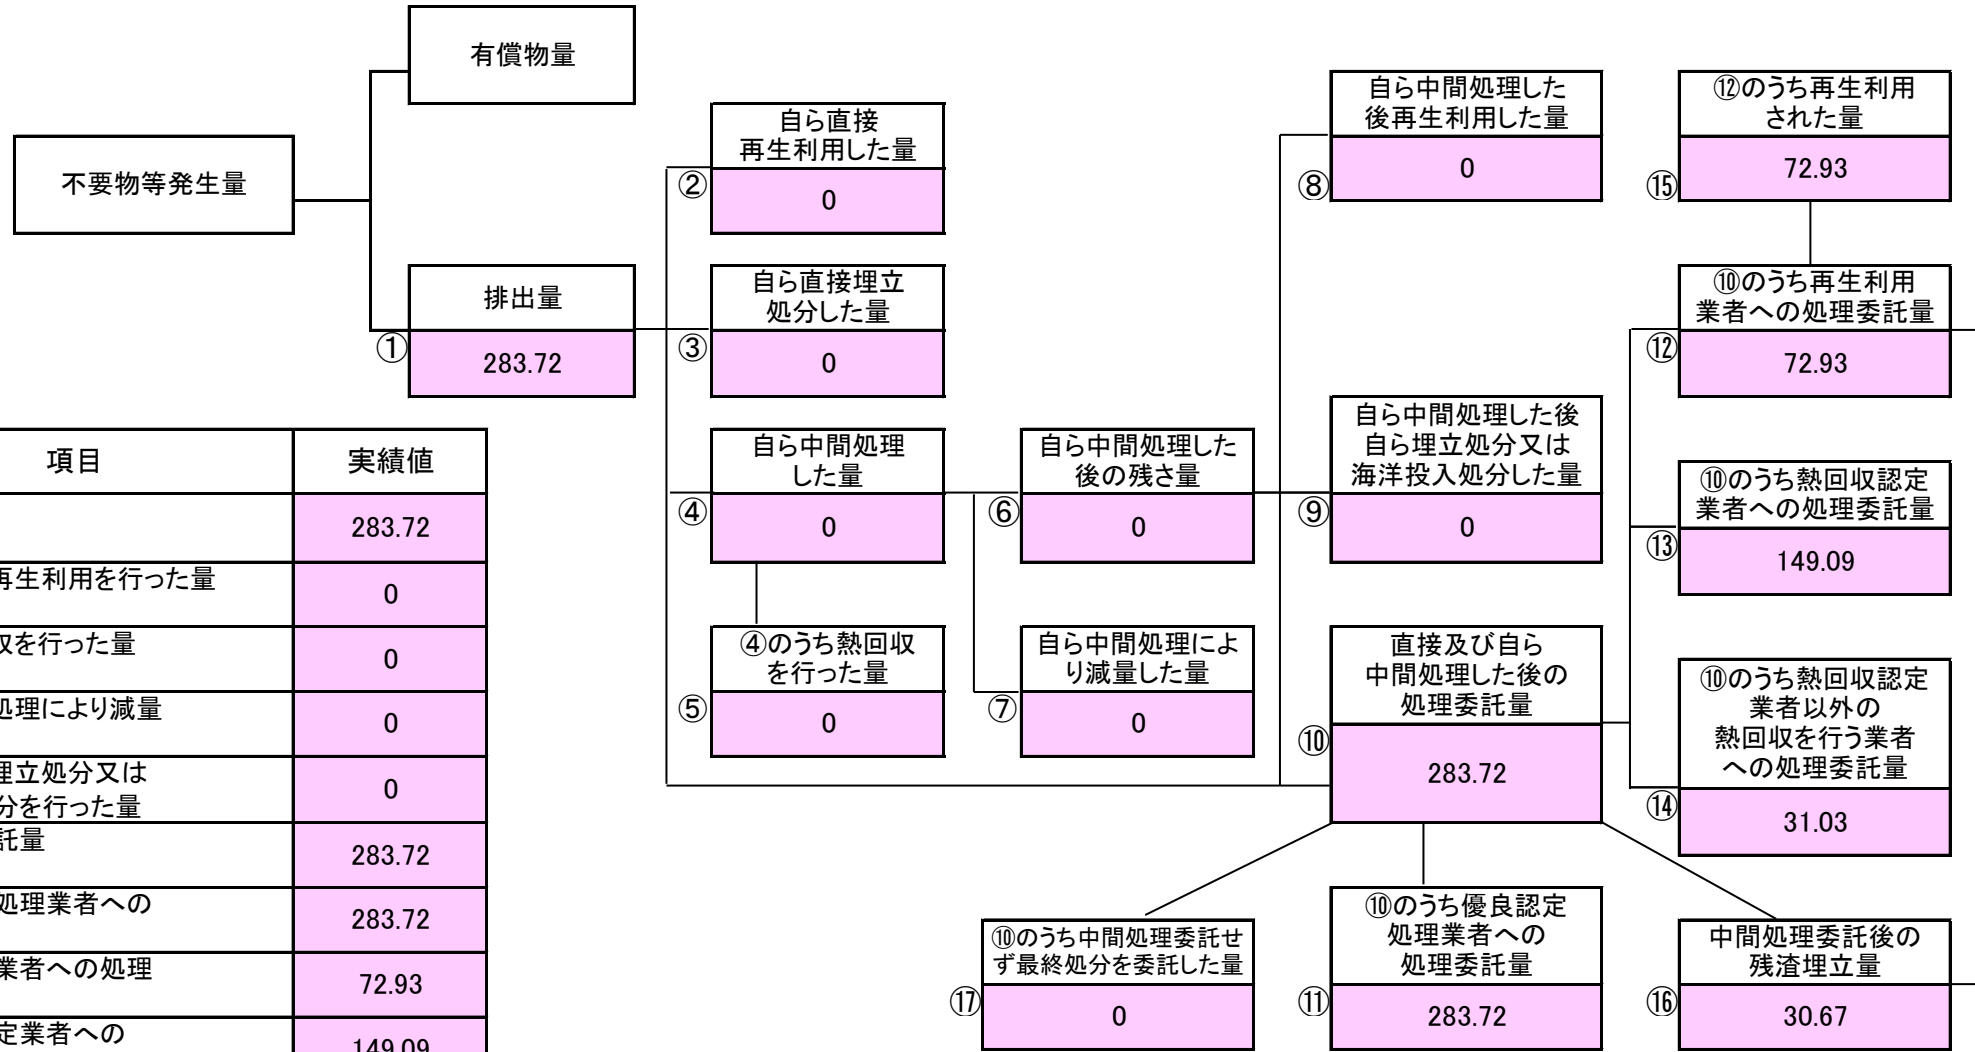 有償物量
不要物等発生量
排出量
①
283.72
自ら直接
再生利用した量
②
0
自ら直接埋立
処分した量
③
0
自ら中間処理
した量
④
0
④のうち熱回収
を行った量
⑤
0
自ら中間処理した
後の残さ量
⑥
0
自ら中間処理によ
り減量した量
⑦
0
自ら中間処理した
後再生利用した量
⑧
0
自ら中間処理した後
自ら埋立処分又は
海洋投入処分した量
⑨
0
直接及び自ら
中間処理した後の
処理委託量
⑩
283.72
⑫のうち再生利用
された量
⑮
72.93
⑩のうち再生利用
業者への処理委託量
⑫
72.93
⑩のうち熱回収認定
業者への処理委託量
⑬
149.09
⑩のうち熱回収認定
業者以外の
熱回収を行う業者
への処理委託量
⑭
31.03
⑩のうち中間処理委託せ
ず最終処分を委託した量
⑰
0
⑩のうち優良認定
処理業者への
処理委託量
⑪
283.72
中間処理委託後の
残渣埋立量
⑯
30.67
項目 実績値
283.72
再生利用を行った量
0
収を行った量
0
処理により減量
0
埋立処分又は
分を行った量
0
託量
283.72
処理業者への
283.72
業者への処理
72.93
定業者への
149.09